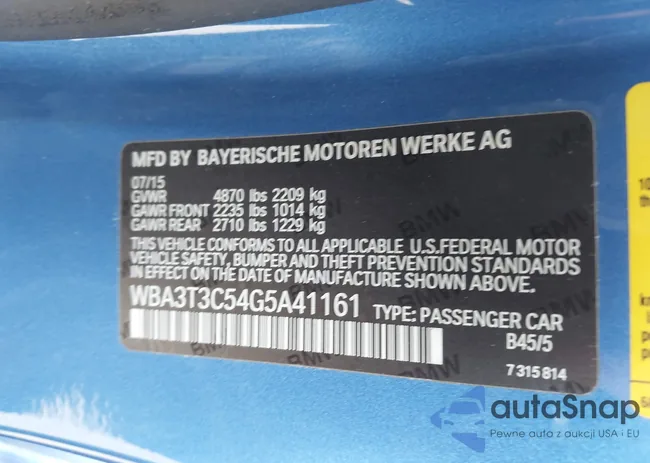 MFD BY BAYERISCHE MOTOREN WERKE AG
07/15
GVWR 4870 lbs 2209 kg
GAWR FRONT 2235 lbs 1014 kg
GAWR REAR 2710 lbs 1229 kg
THIS VEHICLE CONFORMS TO ALL APPLICABLE U.S.FEDERAL MOTOR
VEHICLE SAFETY, BUMPER AND THEFT PREVENTION STANDARDS
IN EFFECT ON THE DATE OF MANUFACTURE SHOWN ABOVE.
WBA3T3C54G5A41161 TYPE: PASSENGER CAR
B45/5
7 315 814
autaSnap
Pewne auta z aukcji USA i EU